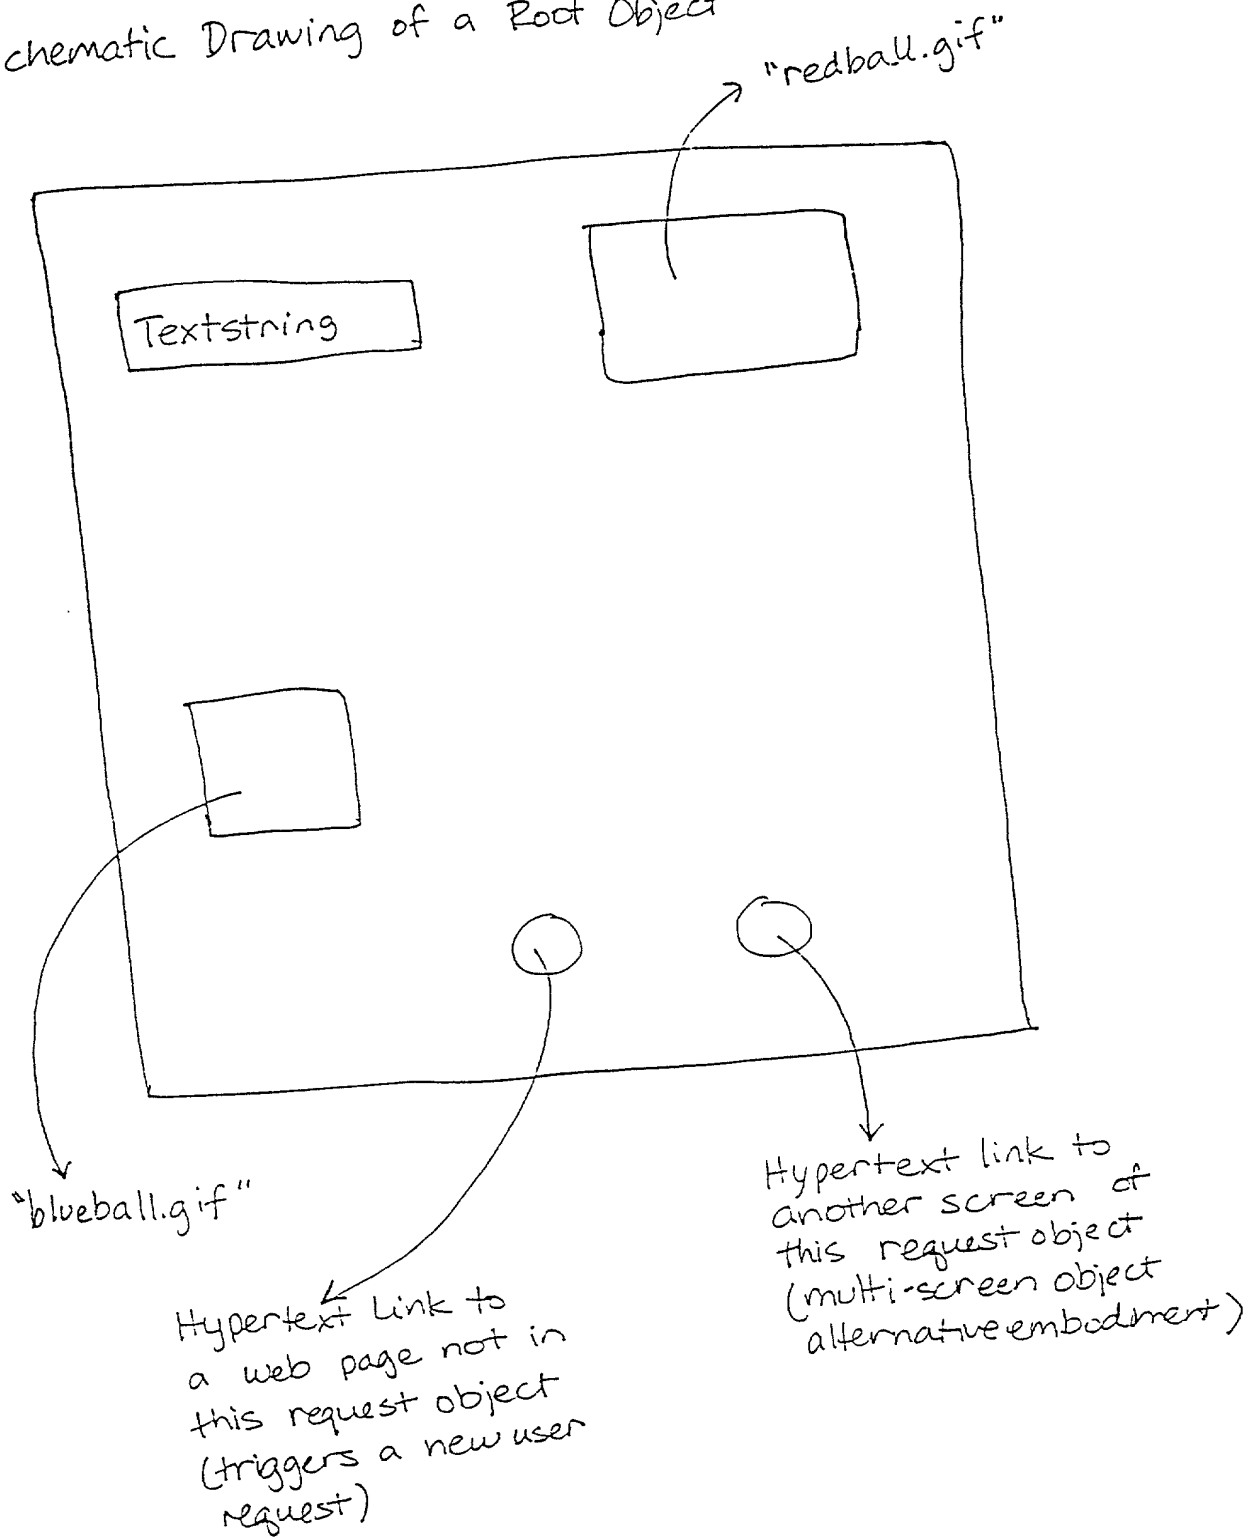 chematic Drawing of a Root Object
"redball.gif"
Textstring
"blueball.gif"
Hypertext link to
another screen of
this request object
(multi-screen object
alternative embodiment)
Hypertext Link to
a web page not in
this request object
(triggers a new user
request)